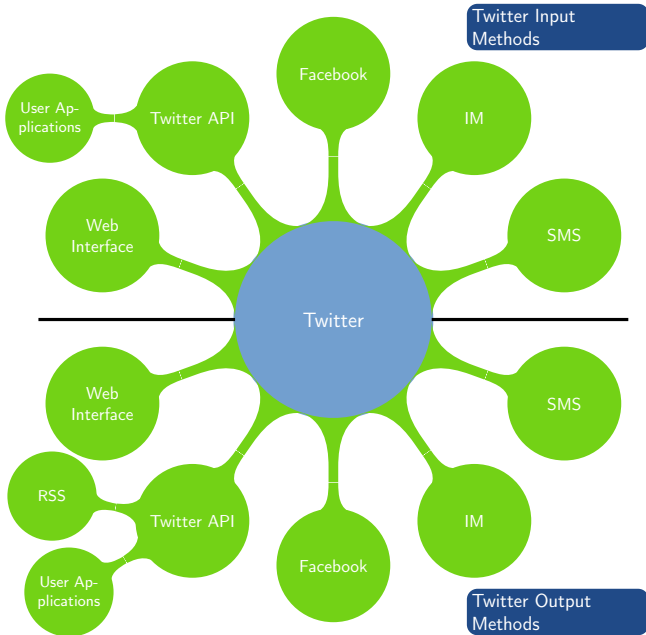 Twitter Input
Methods
Facebook
User Ap-
plications
Twitter API
IM
Web
Interface
SMS
Twitter
Web
Interface
SMS
RSS
Twitter API
IM
Facebook
User Ap-
plications
Twitter Output
Methods